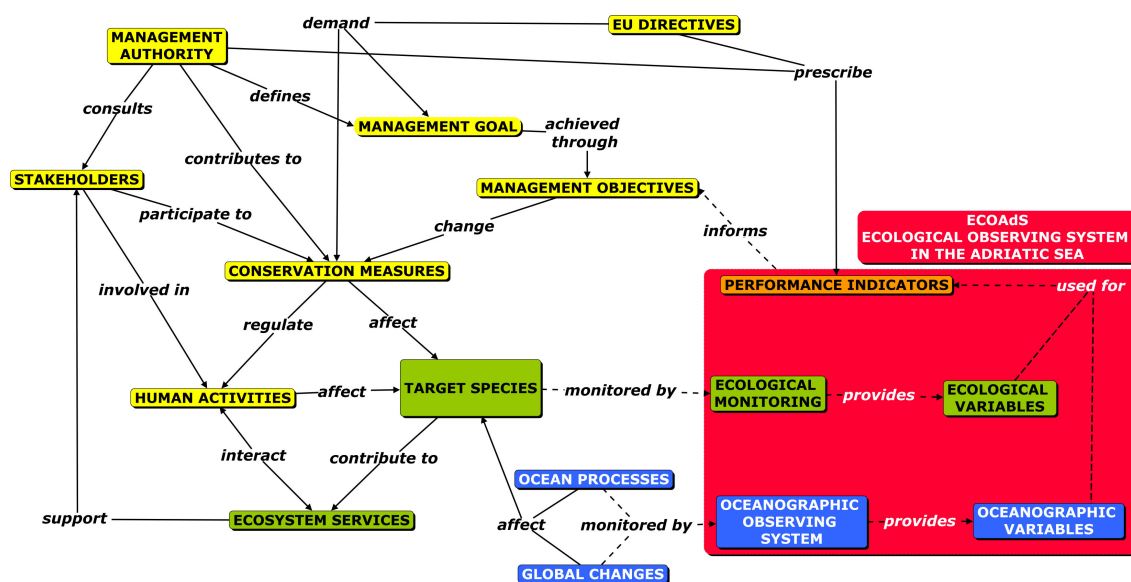 demand
EU DIRECTIVES
MANAGEMENT
AUTHORITY
prescribe
consults
defines
MANAGEMENT GOAL
achieved
through
contributes to
STAKEHOLDERS
MANAGEMENT OBJECTIVES
participate to
change
informs
ECOAdS
ECOLOGICAL OBSERVING SYSTEM
IN THE ADRIATIC SEA
CONSERVATION MEASURES
involved in
PERFORMANCE INDICATORS
used for
regulate
affect
HUMAN ACTIVITIES
affect
TARGET SPECIES
monitored by
ECOLOGICAL
MONITORING
provides
ECOLOGICAL
VARIABLES
interact
contribute to
OCEAN PROCESSES
support
ECOSYSTEM SERVICES
affect
monitored by
OCEANOGRAPHIC
OBSERVING
SYSTEM
provides
OCEANOGRAPHIC
VARIABLES
GLOBAL CHANGES